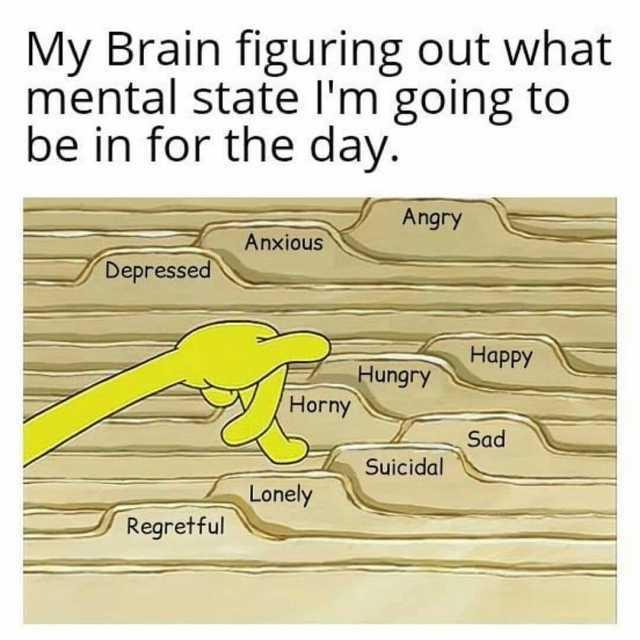 My Brain figuring out what
mental state I'm going to
be in for the day.
Angry
Anxious
Depressed
Happy
Hungry
Horny
Sad
Suicidal
Lonely
Regretful